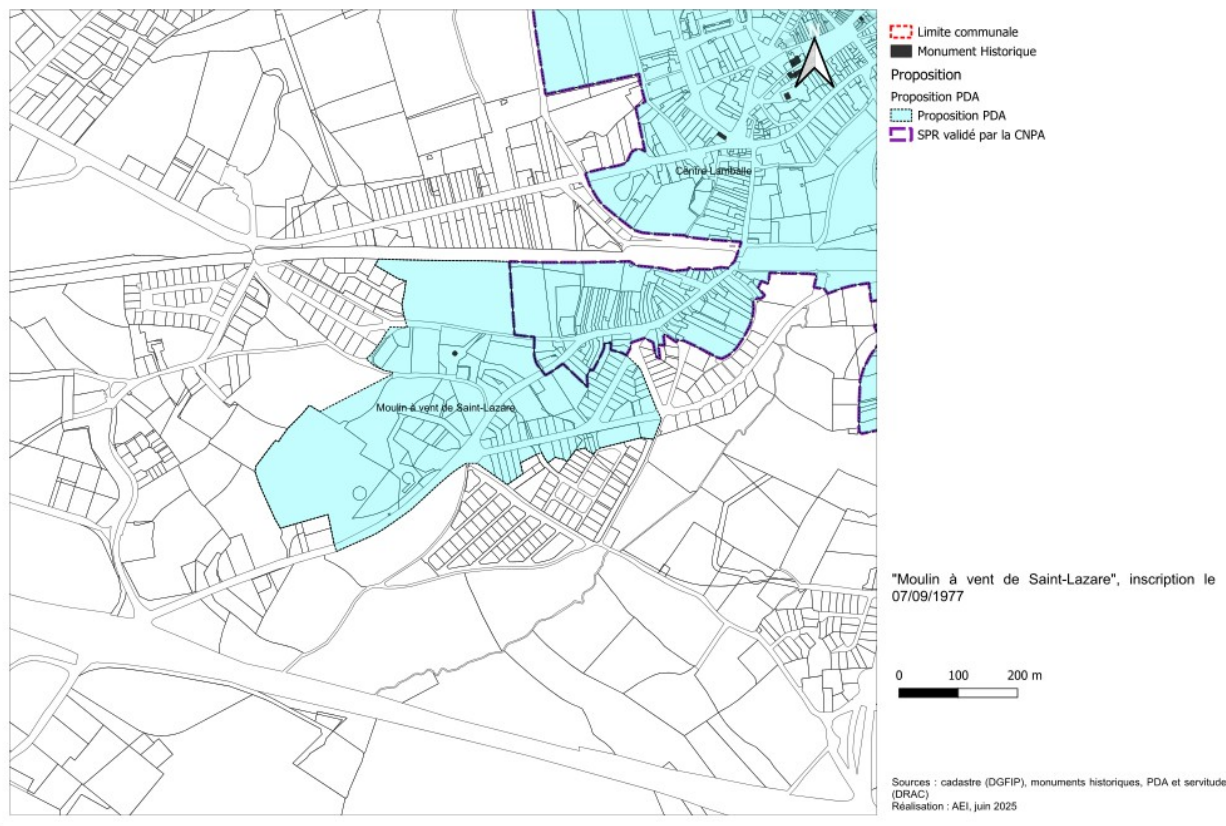 Limite communale
Monument Historique
Proposition
Proposition PDA
Proposition PDA
SPR validé par la CNPA
N
Centre Lamballe
Moulin à vent de Saint-Lazare
"Moulin à vent de Saint-Lazare", inscription le
07/09/1977
0 100 200 m
Sources : cadastre (DGFIP), monuments historiques, PDA et servitude
(DRAC)
Réalisation : AEI, juin 2025